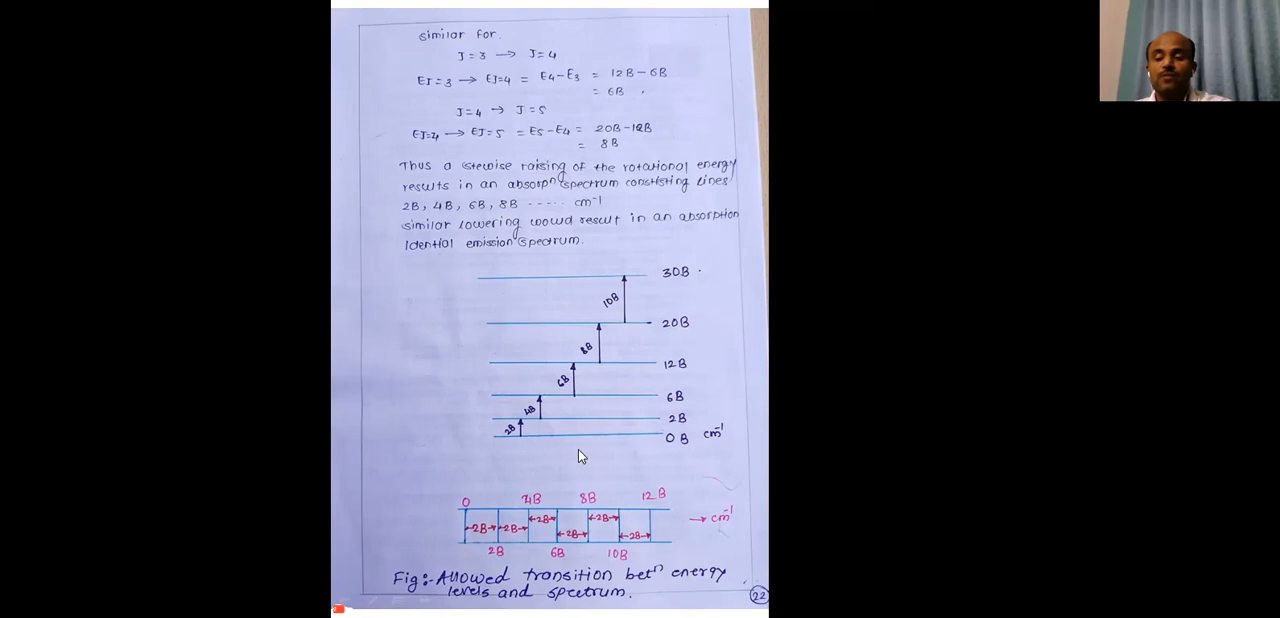 similar for.
J=3 → J=4
EJ=3 → EJ=4 = E4-E3 = 12B-6B
= 6B .
J=4 → J=5
EJ=4 → EJ=5 = E5-E4 = 20B-12B
= 8B
Thus a stewise raising of the rotational energy
results in an absorpn spectrum consisting lines
2B, 4B, 6B, 8B ----- cm-1
similar lowering would result in an absorption
Idential emission spectrum.
30B
10B
20B
8B
12B
6B
6B
4B
2B
2B
0B cm-1
0 4B 8B 12B
2B 2B 2B 2B 2B 2B → cm-1
2B 6B 10B
Fig:- Allowed transition betn energy
levels and spectrum.
22